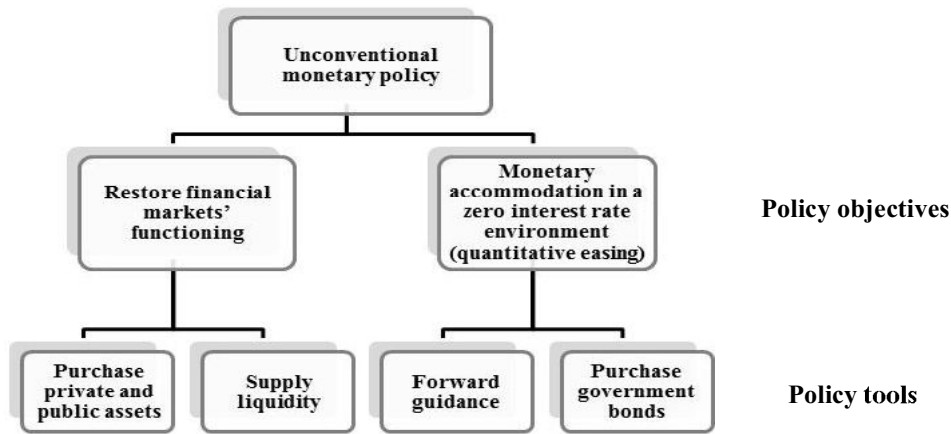 Unconventional
monetary policy
Restore financial
markets’
functioning
Monetary
accommodation in a
zero interest rate
environment
(quantitative easing)
Policy objectives
Purchase
private and
public assets
Supply
liquidity
Forward
guidance
Purchase
government
bonds
Policy tools